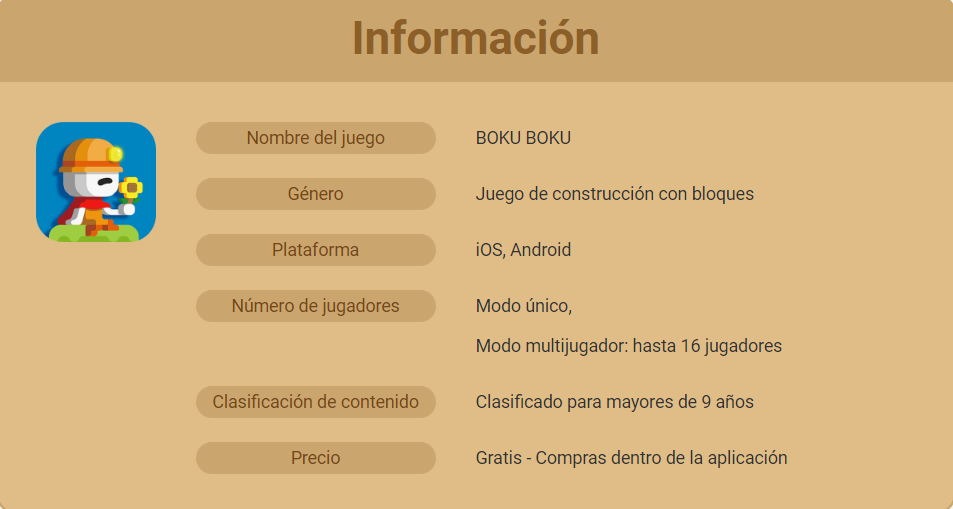 Información
Nombre del juego
BOKU BOKU
Género
Juego de construcción con bloques
Plataforma
iOS, Android
Número de jugadores
Modo único,
Modo multijugador: hasta 16 jugadores
Clasificación de contenido
Clasificado para mayores de 9 años
Precio
Gratis - Compras dentro de la aplicación